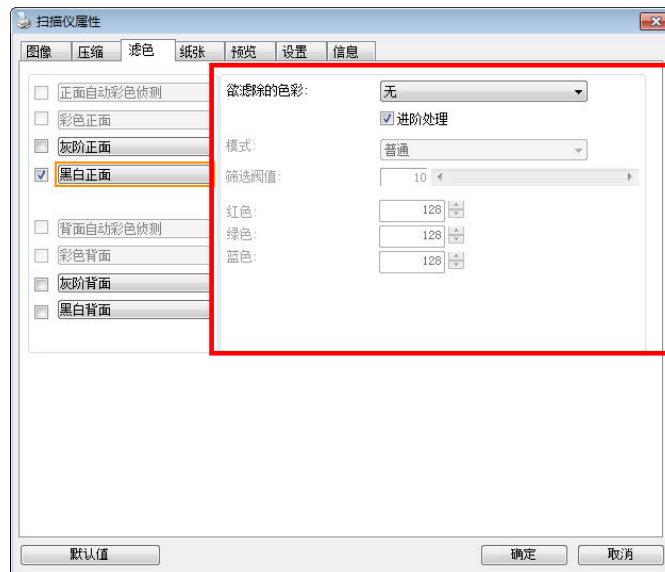 扫描仪属性
图像 压缩 滤色 纸张 预览 设置 信息
正面自动彩色侦测
彩色正面
灰阶正面
黑白正面
背面自动彩色侦测
彩色背面
灰阶背面
黑白背面
欲滤除的色彩: 无
进阶处理
模式: 普通
筛选阀值: 10
红色: 128
绿色: 128
蓝色: 128
默认值 确定 取消